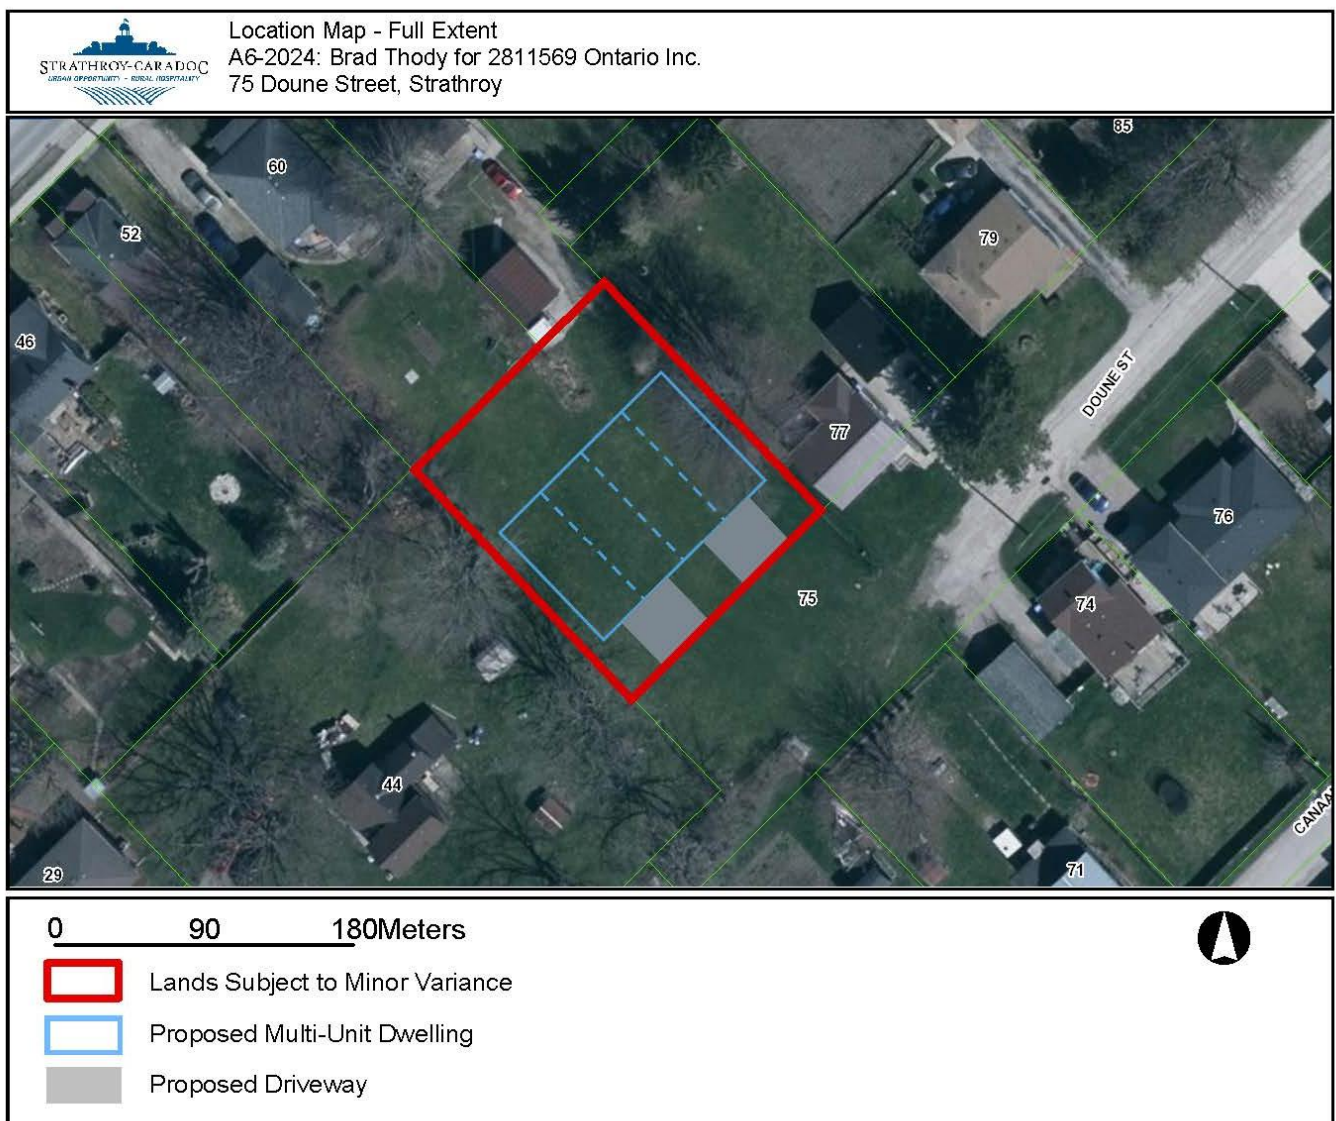 STRATHROY-CARADOC
URBAN OPPORTUNITY - RURAL HOSPITALITY
Location Map - Full Extent
A6-2024: Brad Thody for 2811569 Ontario Inc.
75 Doune Street, Strathroy
85
60
52
79
46
DOUNE ST
77
76
75
74
44
CANAA
29
71
0 90 180Meters
Lands Subject to Minor Variance
Proposed Multi-Unit Dwelling
Proposed Driveway